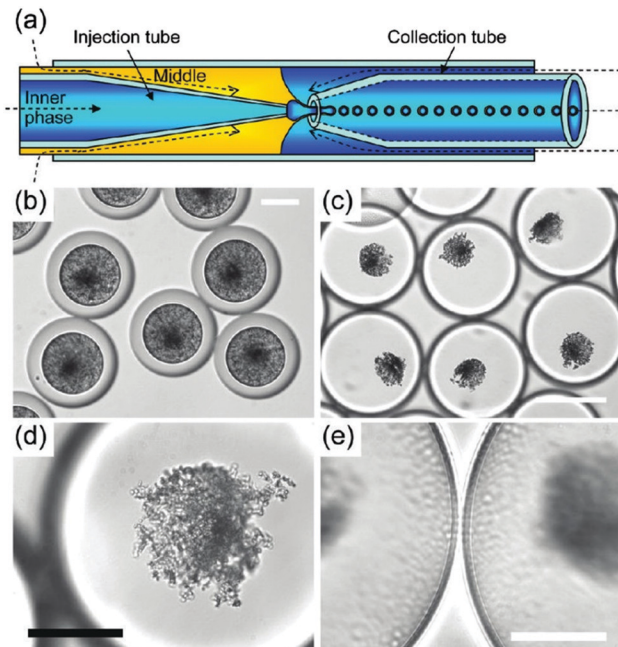 (a)
Injection tube
Collection tube
Middle
Inner
phase
(b)
(c)
(d)
(e)